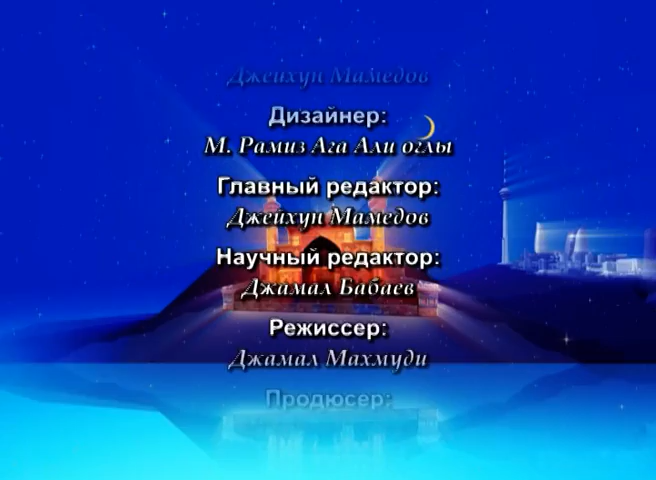 Джейхун Мамедов
Дизайнер:
М. Рамиз Ага Али оглы
Главный редактор:
Джейхун Мамедов
Научный редактор:
Джамал Бабаев
Режиссер:
Джамал Махмуди
Продюсер: